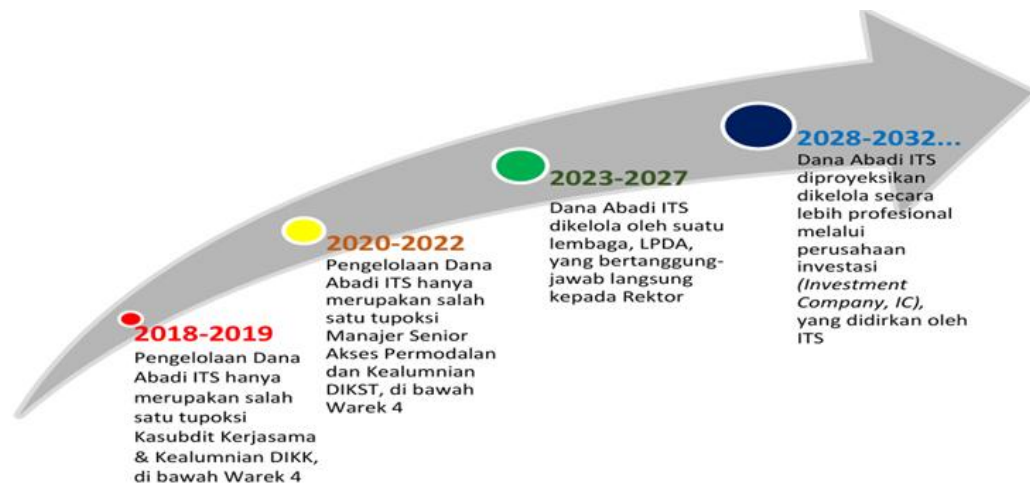 2018-2019
Pengelolaan Dana
Abadi ITS hanya
merupakan salah
satu tupoksi
Kasubdit Kerjasama
& Kealumnian DIKK,
di bawah Warek 4
2020-2022
Pengelolaan Dana
Abadi ITS hanya
merupakan salah
satu tupoksi
Manajer Senior
Akses Permodalan
dan Kealumnian
DIKST, di bawah
Warek 4
2023-2027
Dana Abadi ITS
dikelola oleh suatu
lembaga, LPDA,
yang bertanggung-
jawab langsung
kepada Rektor
2028-2032...
Dana Abadi ITS
diproyeksikan
dikelola secara
lebih profesional
melalui
perusahaan
investasi
(Investment
Company, IC),
yang didirkan oleh
ITS